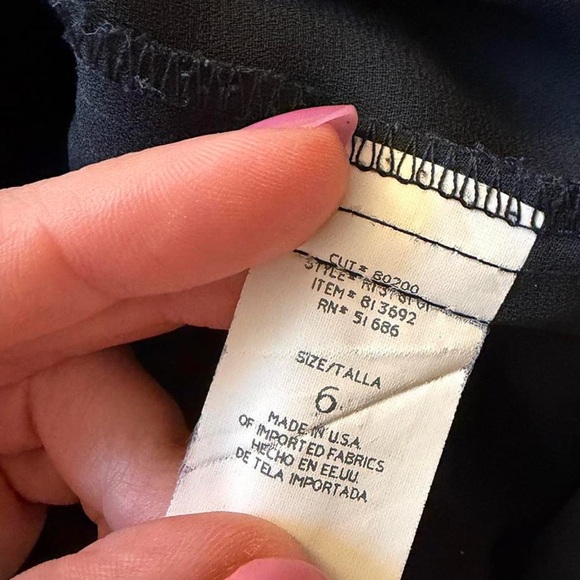 CUT# 80200
STYLE#
ITEM# 813692
RN# 51686
SIZE/TALLA
6
MADE IN U.S.A.
OF IMPORTED FABRICS
HECHO EN EE.UU.
DE TELA IMPORTADA